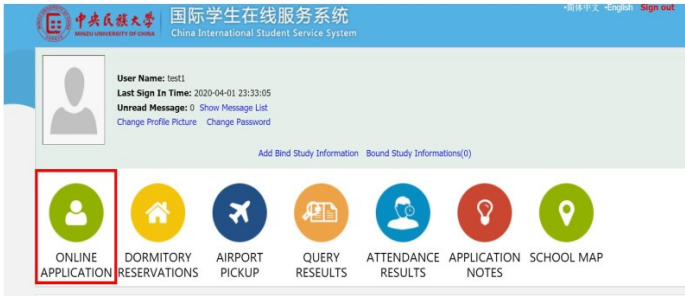 中央民族大学
MINZU UNIVERSITY OF CHINA
国际学生在线服务系统
China International Student Service System
·简体中文 ·English Sign out
User Name: test1
Last Sign In Time: 2020-04-01 23:33:05
Unread Message: 0 Show Message List
Change Profile Picture Change Password
Add Bind Study Information Bound Study Informations(0)
ONLINE
APPLICATION
DORMITORY
RESERVATIONS
AIRPORT
PICKUP
QUERY
RESEULTS
ATTENDANCE
RESULTS
APPLICATION
NOTES
SCHOOL MAP